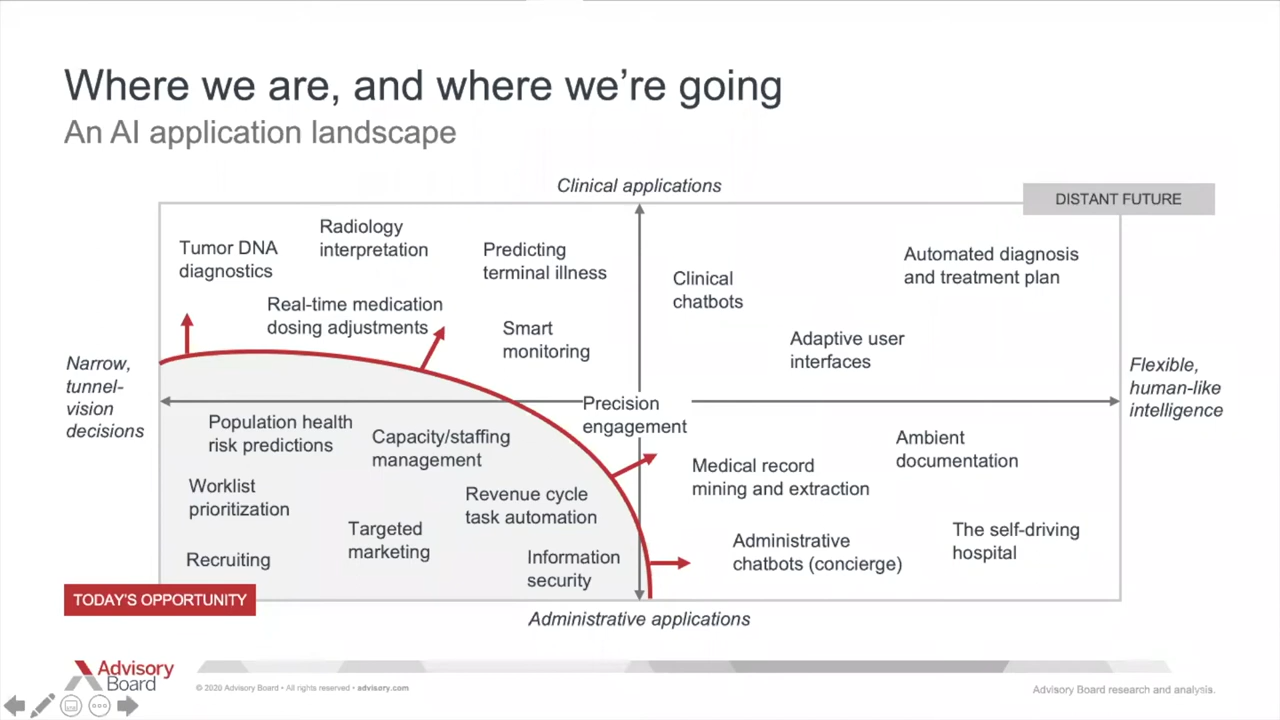 Where we are, and where we're going
An AI application landscape
Clinical applications
DISTANT FUTURE
Tumor DNA
diagnostics
Radiology
interpretation
Predicting
terminal illness
Real-time medication
dosing adjustments
Smart
monitoring
Clinical
chatbots
Automated diagnosis
and treatment plan
Adaptive user
interfaces
Narrow,
tunnel-
vision
decisions
Flexible,
human-like
intelligence
Precision
engagement
Population health
risk predictions
Capacity/staffing
management
Worklist
prioritization
Revenue cycle
task automation
Targeted
marketing
Recruiting
Information
security
Medical record
mining and extraction
Ambient
documentation
Administrative
chatbots (concierge)
The self-driving
hospital
TODAY'S OPPORTUNITY
Administrative applications
Advisory
Board
© 2020 Advisory Board • All rights reserved • advisory.com
Advisory Board research and analysis.